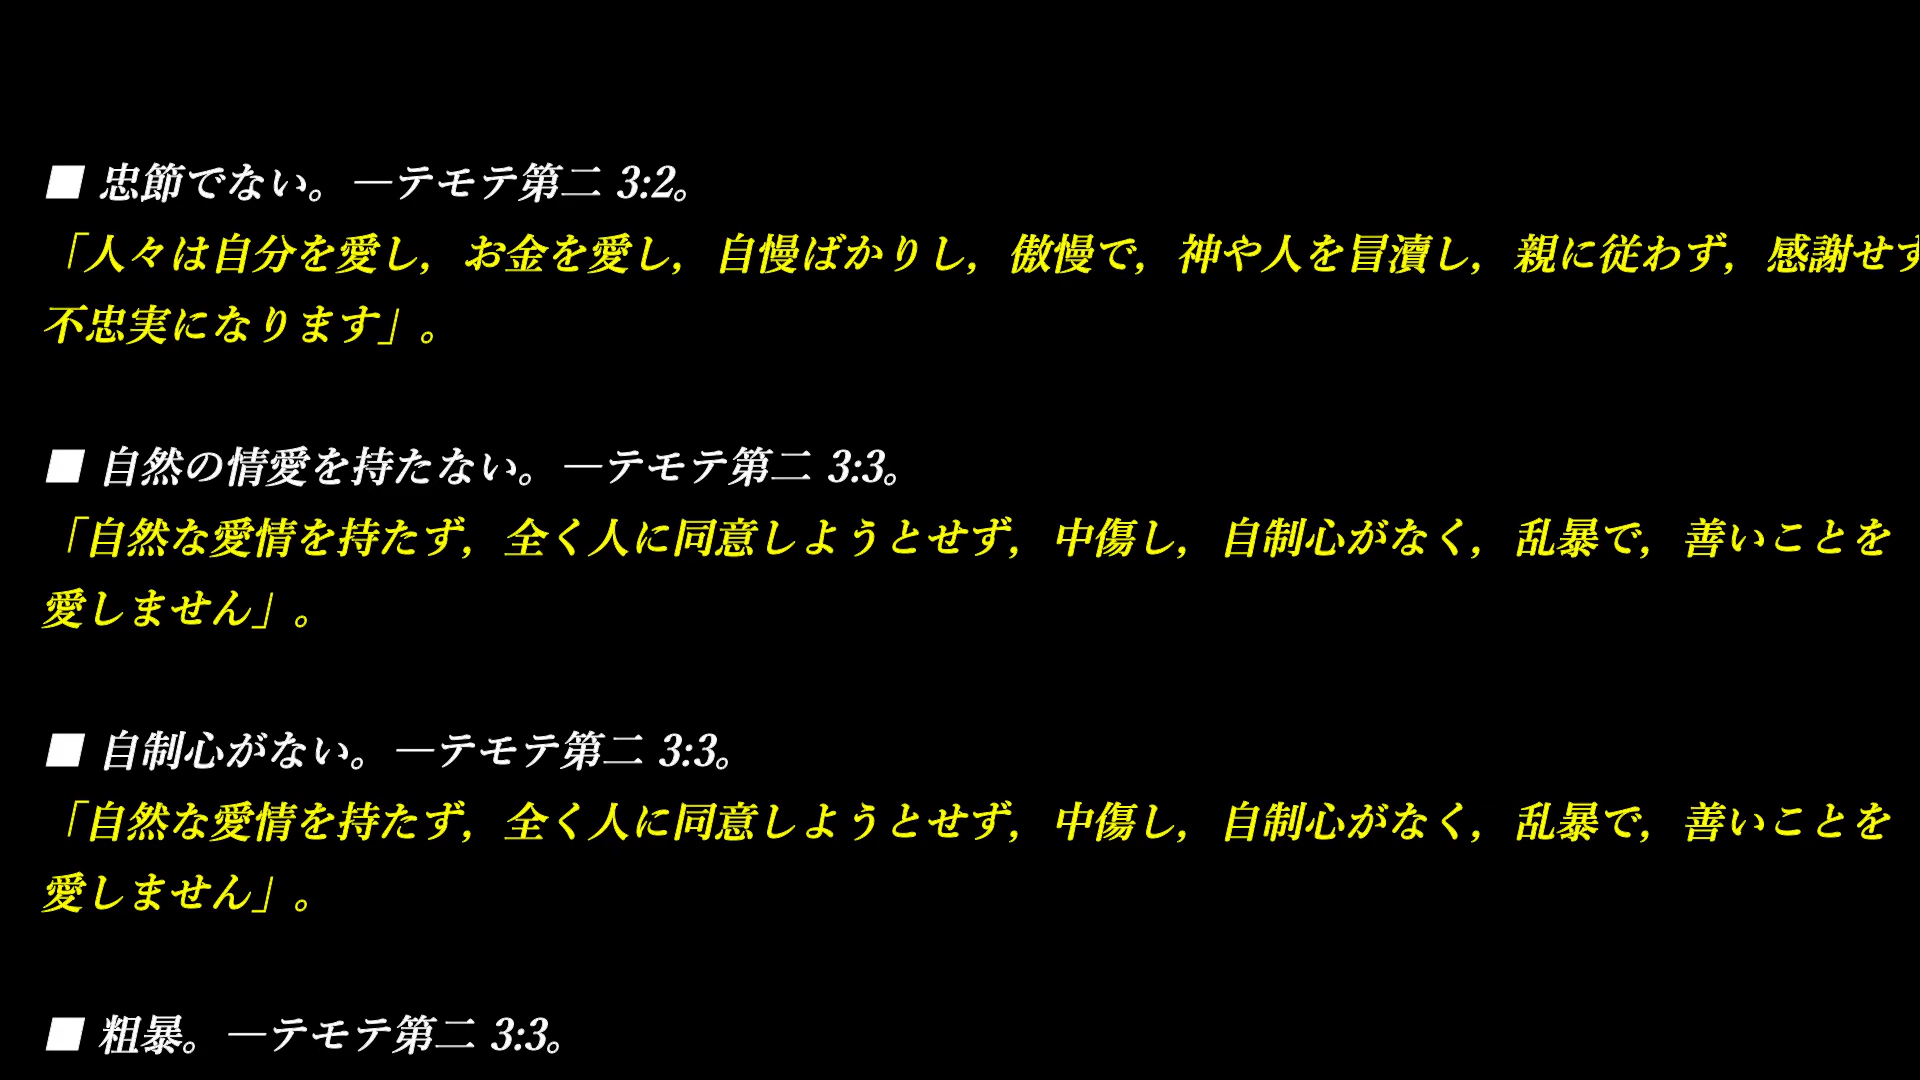 ■ 忠節でない。—テモテ第二 3:2。
「人々は自分を愛し，お金を愛し，自慢ばかりし，傲慢で，神や人を冒瀆し，親に従わず，感謝せず
不忠実になります」。
■ 自然の情愛を持たない。—テモテ第二 3:3。
「自然な愛情を持たず，全く人に同意しようとせず，中傷し，自制心がなく，乱暴で，善いことを
愛しません」。
■ 自制心がない。—テモテ第二 3:3。
「自然な愛情を持たず，全く人に同意しようとせず，中傷し，自制心がなく，乱暴で，善いことを
愛しません」。
■ 粗暴。—テモテ第二 3:3。